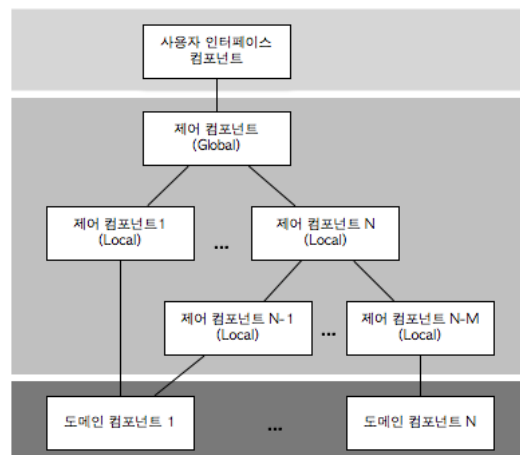 사용자 인터페이스
컴포넌트
제어 컴포넌트
(Global)
제어 컴포넌트1
(Local)
...
제어 컴포넌트 N
(Local)
제어 컴포넌트 N-1
(Local)
...
제어 컴포넌트 N-M
(Local)
도메인 컴포넌트 1
...
도메인 컴포넌트 N